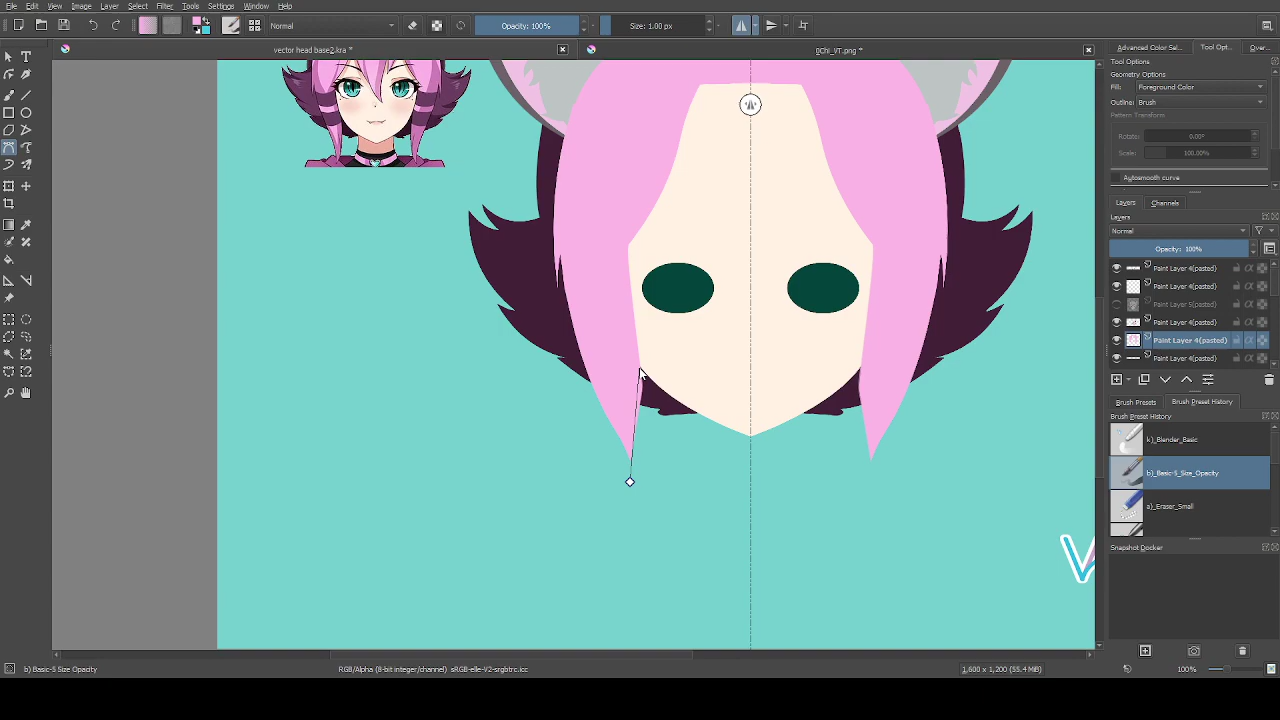 File Edit View Image Layer Select Filter Tools Settings Window Help
Normal Opacity: 100% Size: 1.00 px
vector head base2.kra * 0Chi_VT.png *
Advanced Color Sel... Tool Opt... Over...
Tool Options
Geometry Options
Fill: Foreground Color
Outline: Brush
Pattern Transform
Rotate: 0.00°
Scale: 100.00%
Autosmooth curve
Layers Channels
Layers
Normal
Opacity: 100%
Paint Layer 4(pasted)
Paint Layer 4(pasted)
Paint Layer 5(pasted)
Paint Layer 4(pasted)
Paint Layer 4(pasted)
Paint Layer 4(pasted)
Brush Presets Brush Preset History
Brush Preset History
k)_Blender_Basic
b)_Basic-5_Size_Opacity
a)_Eraser_Small
Snapshot Docker
b) Basic-5 Size Opacity RGB/Alpha (8-bit integer/channel) sRGB-elle-V2-srgbtrc.icc 1,600 x 1,200 (55.4 MiB) 100%